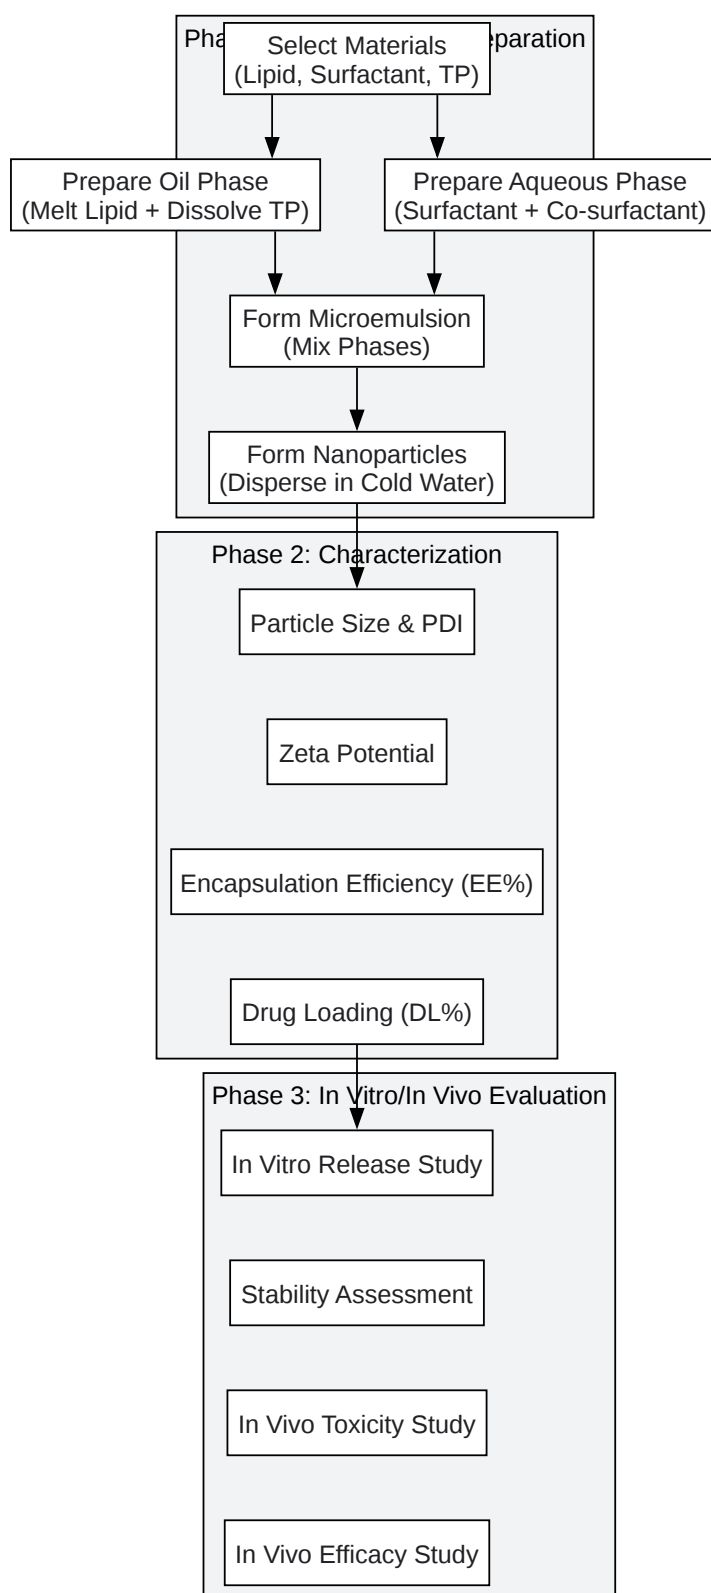 Pha
eparation
Select Materials
(Lipid, Surfactant, TP)
Prepare Oil Phase
(Melt Lipid + Dissolve TP)
Prepare Aqueous Phase
(Surfactant + Co-surfactant)
Form Microemulsion
(Mix Phases)
Form Nanoparticles
(Disperse in Cold Water)
Phase 2: Characterization
Particle Size & PDI
Zeta Potential
Encapsulation Efficiency (EE%)
Drug Loading (DL%)
Phase 3: In Vitro/In Vivo Evaluation
In Vitro Release Study
Stability Assessment
In Vivo Toxicity Study
In Vivo Efficacy Study